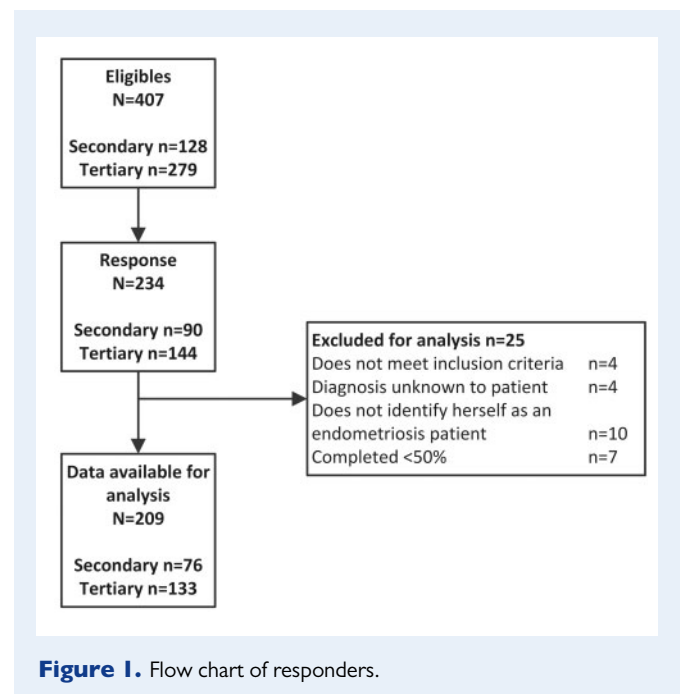 Eligibles
N=407
Secondary n=128
Tertiary n=279
Response
N=234
Secondary n=90
Tertiary n=144
Excluded for analysis n=25
Does not meet inclusion criteria n=4
Diagnosis unknown to patient n=4
Does not identify herself as an
endometriosis patient n=10
Completed <50% n=7
Data available for
analysis
N=209
Secondary n=76
Tertiary n=133
Figure 1. Flow chart of responders.